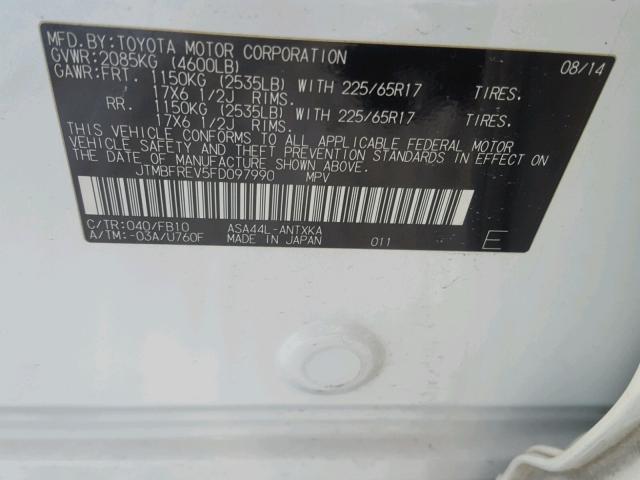 MFD.BY:TOYOTA MOTOR CORPORATION 08/14
GVWR:2085KG (4600LB)
GAWR:FRT. 1150KG (2535LB) WITH 225/65R17 TIRES.
17X6 1/2J RIMS.
RR. 1150KG (2535LB) WITH 225/65R17 TIRES.
17X6 1/2J RIMS.
THIS VEHICLE CONFORMS TO ALL APPLICABLE FEDERAL MOTOR
VEHICLE SAFETY AND THEFT PREVENTION STANDARDS IN EFFECT ON
THE DATE OF MANUFACTURE SHOWN ABOVE.
JTMBFREV5FD097990 MPV
C/TR:040/FB10 ASA44L-ANTXKA
A/TM:-03A/U760F MADE IN JAPAN 011 E